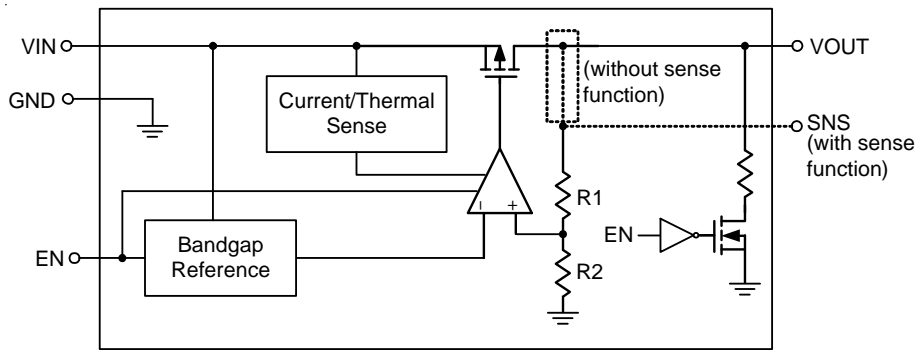 VIN
VOUT
(without sense
function)
GND
Current/Thermal
Sense
SNS
(with sense
function)
R1
− +
EN
EN
Bandgap
Reference
R2